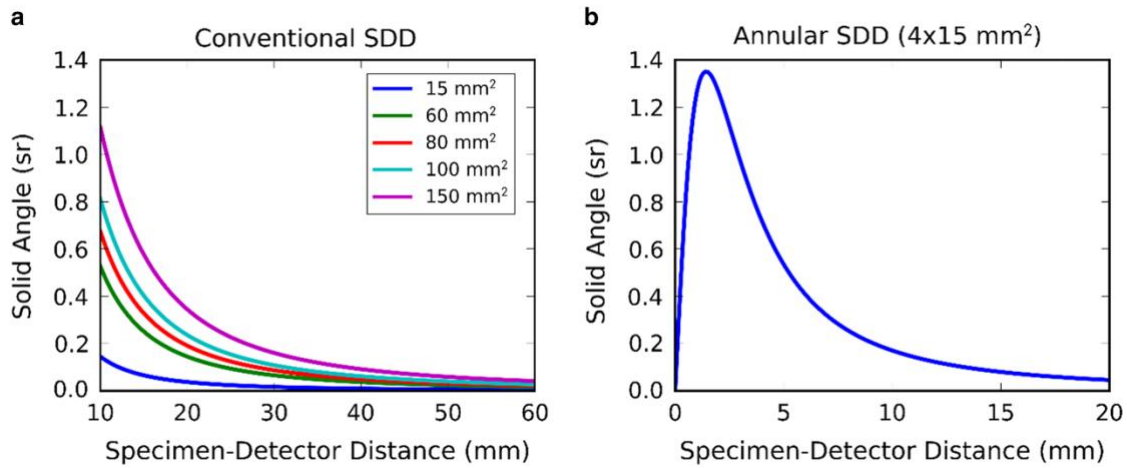 a
Conventional SDD
1.4
1.2
1.0
0.8
0.6
0.4
0.2
0.0
Solid Angle (sr)
15 mm²
60 mm²
80 mm²
100 mm²
150 mm²
10 20 30 40 50 60
Specimen-Detector Distance (mm)
b
Annular SDD (4x15 mm²)
1.4
1.2
1.0
0.8
0.6
0.4
0.2
0.0
Solid Angle (sr)
0 5 10 15 20
Specimen-Detector Distance (mm)